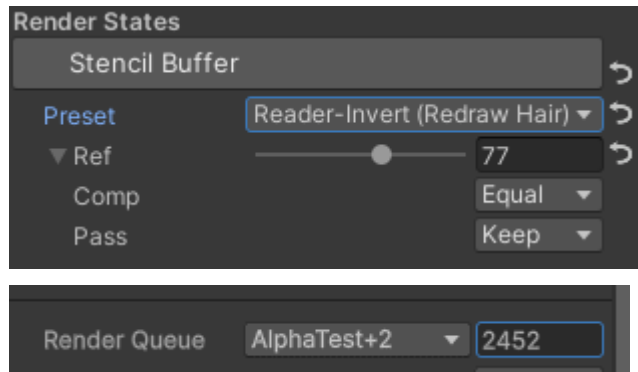 Render States
Stencil Buffer
Preset Reader-Invert (Redraw Hair)
Ref 77
Comp Equal
Pass Keep
Render Queue AlphaTest+2 2452